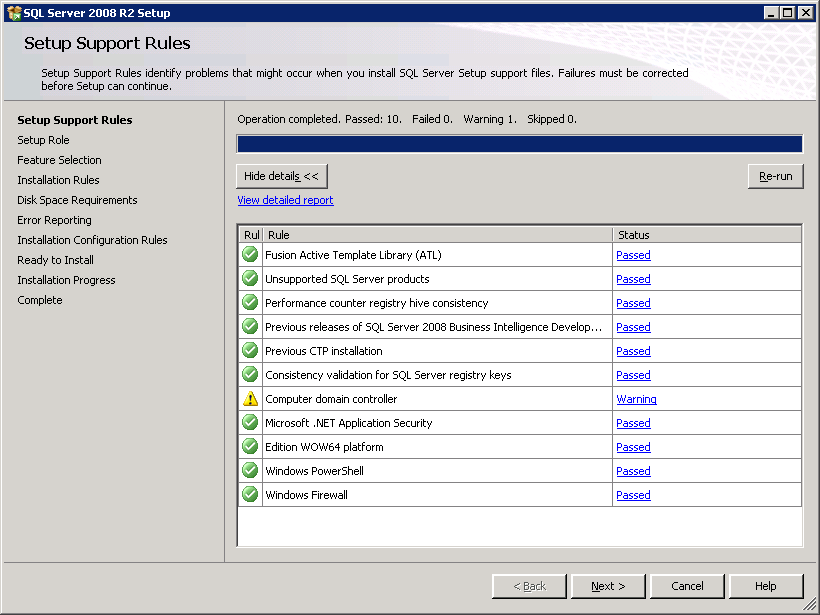 SQL Server 2008 R2 Setup
Setup Support Rules
Setup Support Rules identify problems that might occur when you install SQL Server Setup support files. Failures must be corrected
before Setup can continue.
Setup Support Rules
Setup Role
Feature Selection
Installation Rules
Disk Space Requirements
Error Reporting
Installation Configuration Rules
Ready to Install
Installation Progress
Complete
Operation completed. Passed: 10. Failed 0. Warning 1. Skipped 0.
Hide details <<
Re-run
View detailed report
Rul Rule Status
Fusion Active Template Library (ATL) Passed
Unsupported SQL Server products Passed
Performance counter registry hive consistency Passed
Previous releases of SQL Server 2008 Business Intelligence Develop... Passed
Previous CTP installation Passed
Consistency validation for SQL Server registry keys Passed
Computer domain controller Warning
Microsoft .NET Application Security Passed
Edition WOW64 platform Passed
Windows PowerShell Passed
Windows Firewall Passed
< Back Next > Cancel Help